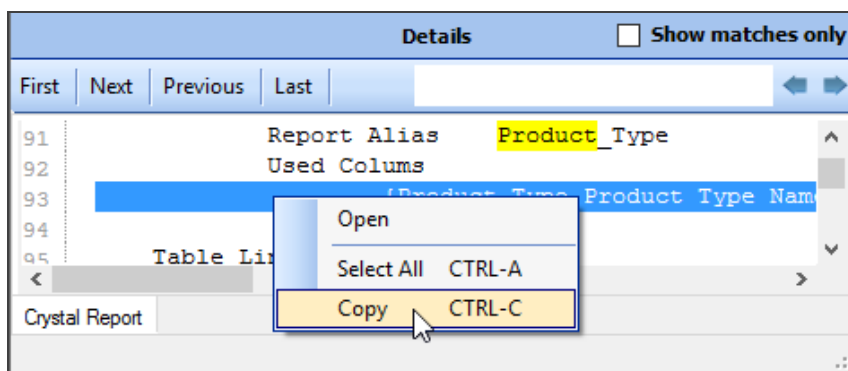 Details Show matches only
First Next Previous Last
91 Report Alias Product_Type
92 Used Colums
93 {Product_Type.Product Type Nam
94
95 Table Lin
Open
Select All CTRL-A
Copy CTRL-C
Crystal Report